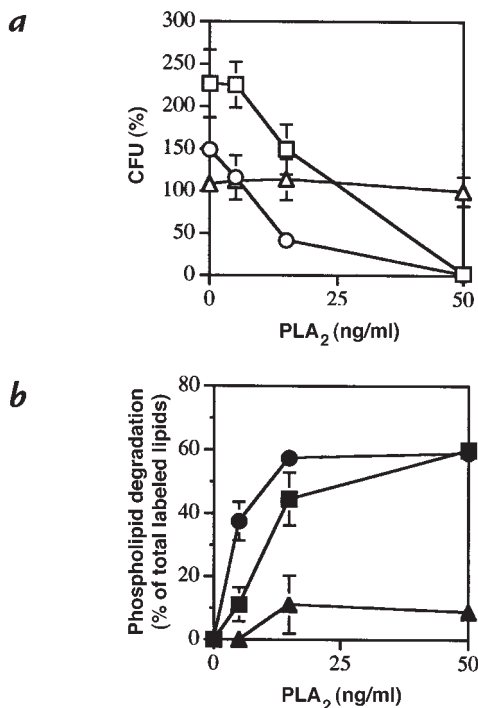 a
300
250
200
150
100
50
0
CFU (%)
0
25
50
PLA2 (ng/ml)
b
80
60
40
20
0
Phospholipid degradation
(% of total labeled lipids)
0
25
50
PLA2 (ng/ml)